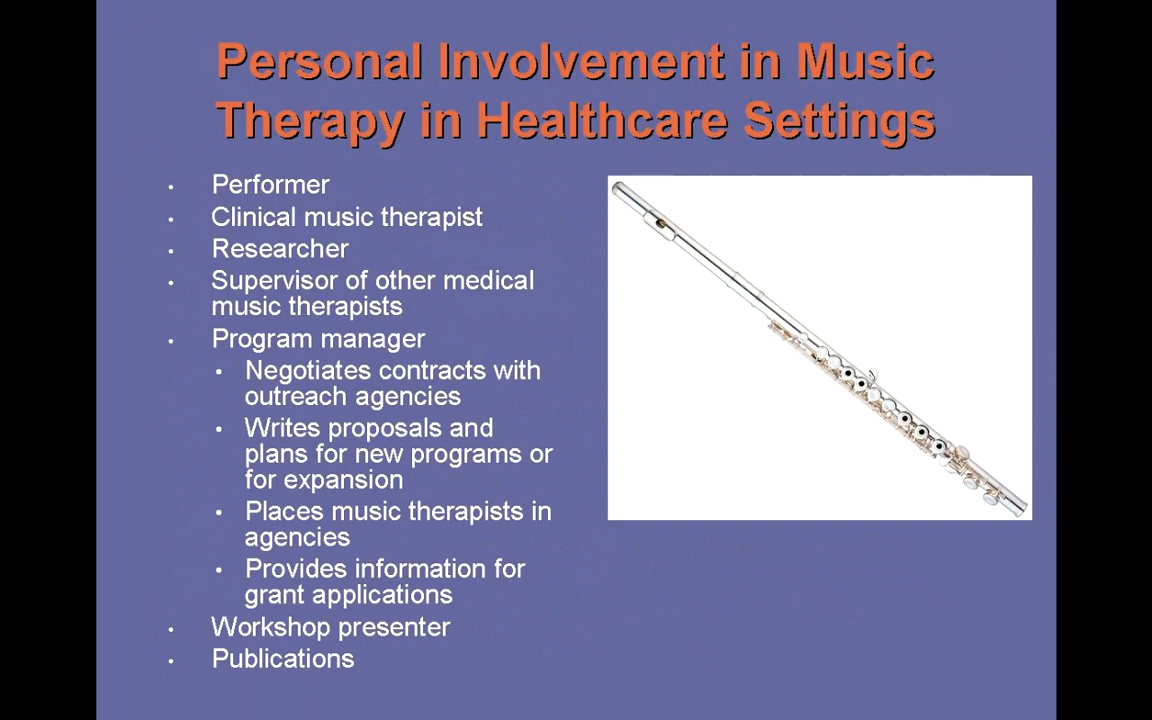 Personal Involvement in Music
Therapy in Healthcare Settings
• Performer
• Clinical music therapist
• Researcher
• Supervisor of other medical
music therapists
• Program manager
• Negotiates contracts with
outreach agencies
• Writes proposals and
plans for new programs or
for expansion
• Places music therapists in
agencies
• Provides information for
grant applications
• Workshop presenter
• Publications